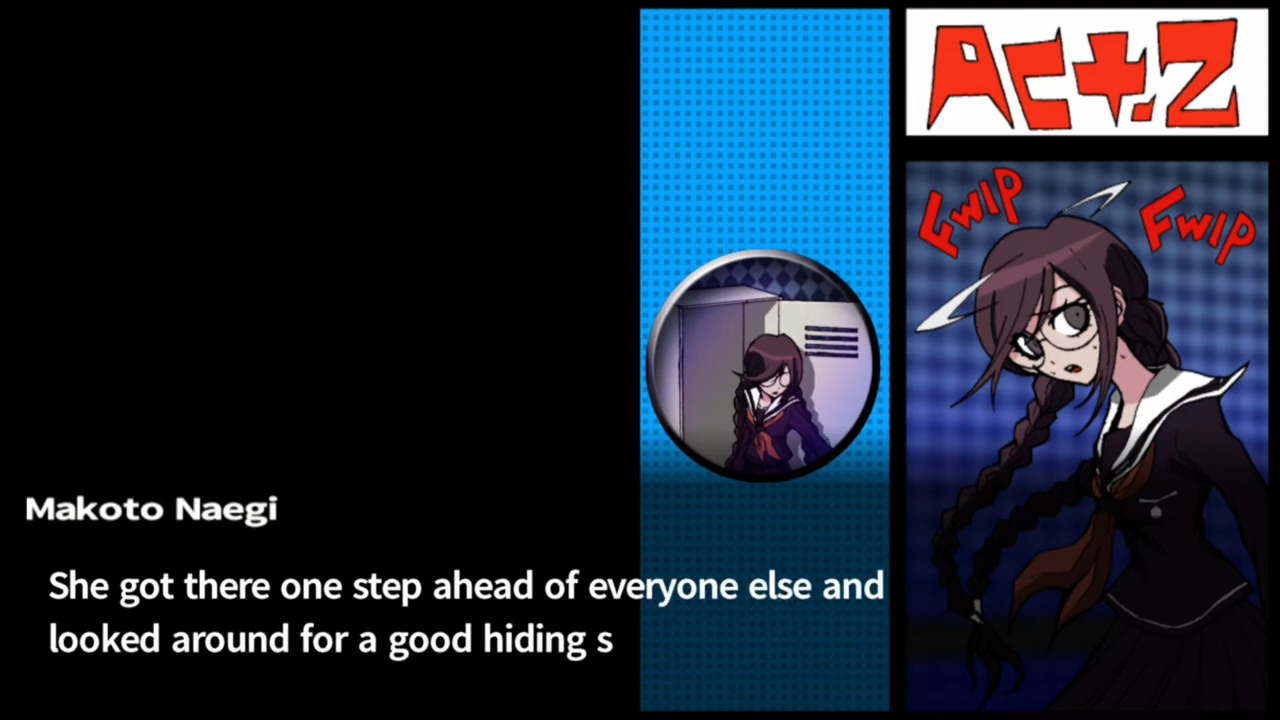 Act.Z
FWIP
FWIP
Makoto Naegi
She got there one step ahead of everyone else and
looked around for a good hiding s